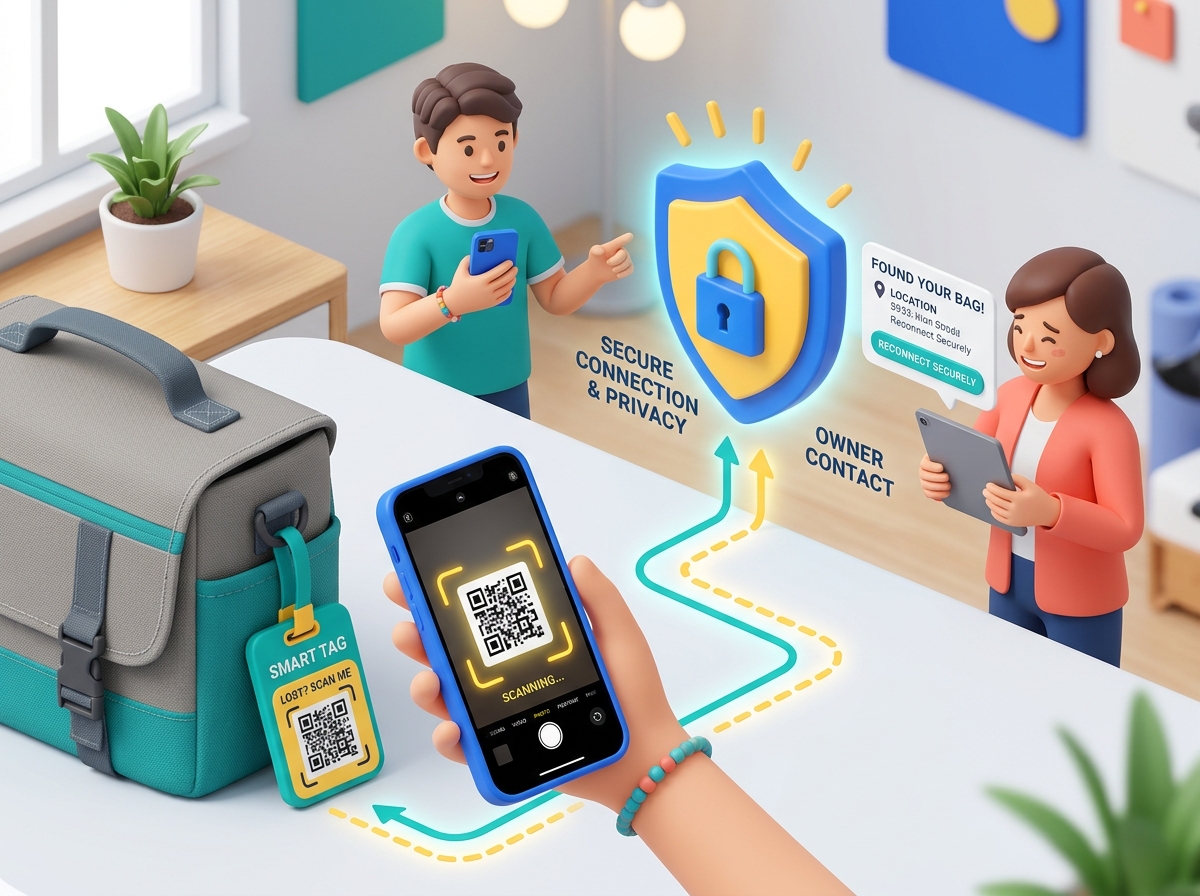 SECURE
CONNECTION
& PRIVACY
FOUND YOUR BAG!
LOCATION
Reconnect Securely
RECONNECT SECURELY
OWNER
CONTACT
SMART TAG
LOST? SCAN ME
SCANNING...
VIDEO
PHOTO